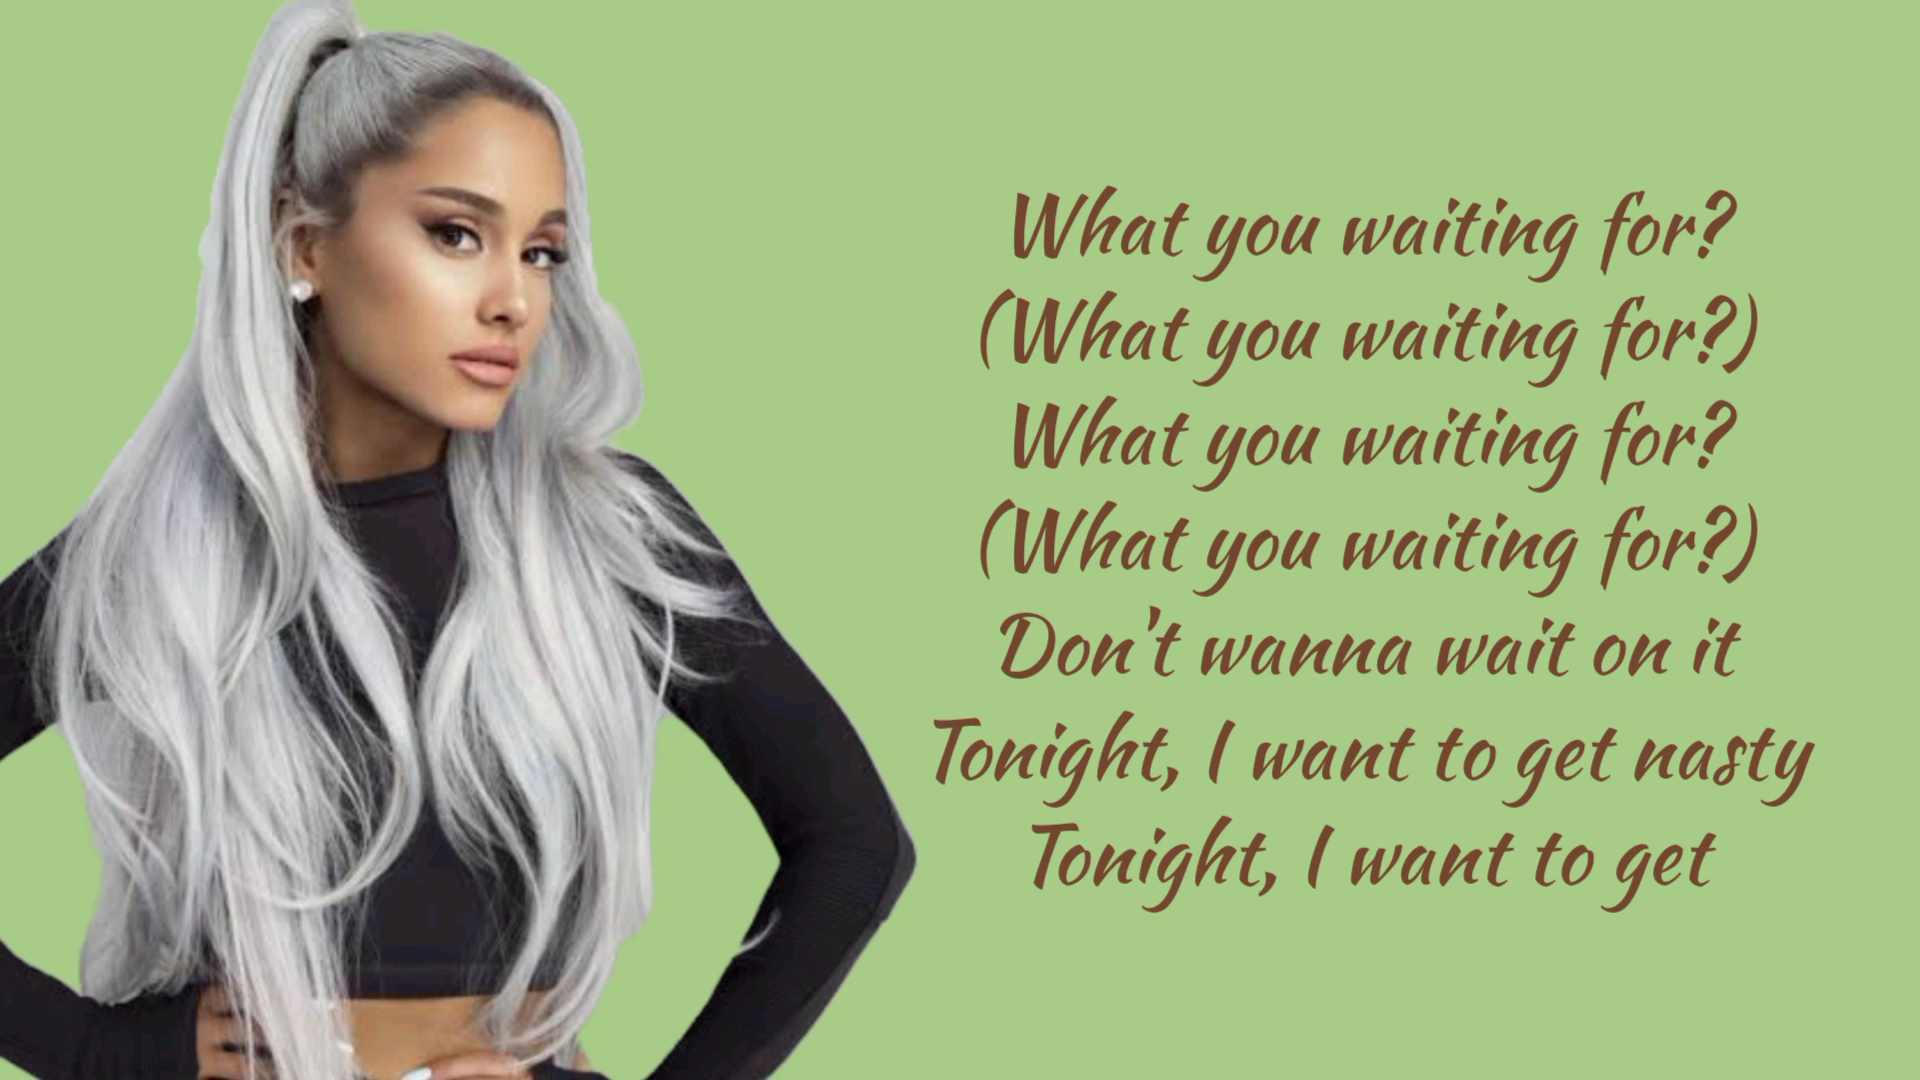 What you waiting for?
(What you waiting for?)
What you waiting for?
(What you waiting for?)
Don't wanna wait on it
Tonight, I want to get nasty
Tonight, I want to get